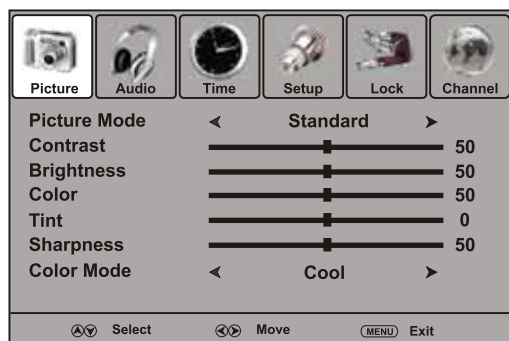 Picture Audio Time Setup Lock Channel
Picture Mode Standard
Contrast 50
Brightness 50
Color 50
Tint 0
Sharpness 50
Color Mode Cool
Select Move MENU Exit